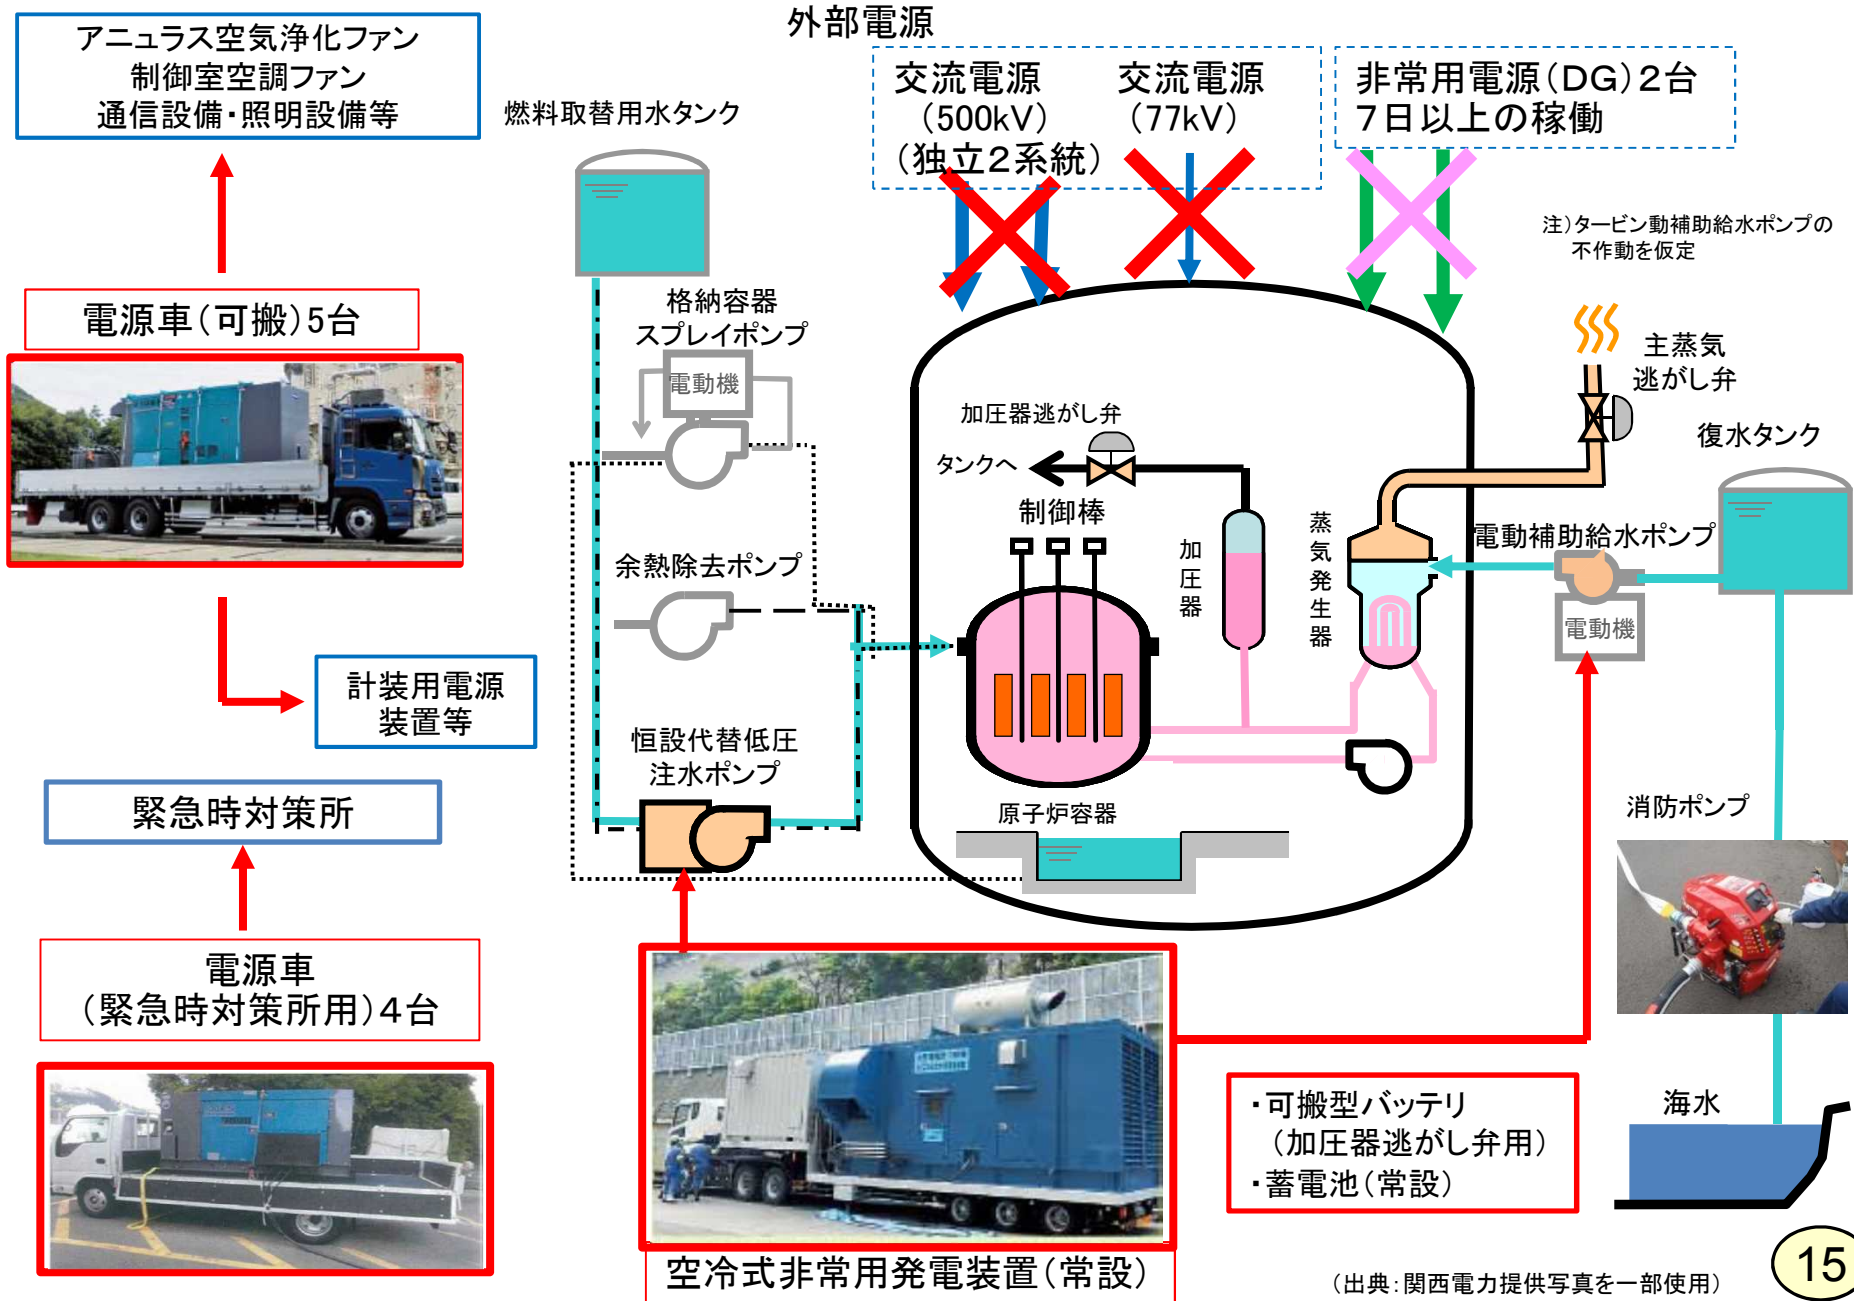 外部電源
アニュラス空気浄化ファン
制御室空調ファン
通信設備・照明設備等
燃料取替用水タンク
交流電源
(500kV)
(独立2系統)
交流電源
(77kV)
非常用電源(DG)2台
7日以上の稼働
注)タービン動補助給水ポンプの
不作動を仮定
電源車(可搬)5台
格納容器
スプレイポンプ
電動機
主蒸気
逃がし弁
加圧器逃がし弁
タンクへ
復水タンク
制御棒
加圧器
蒸気発生器
電動補助給水ポンプ
電動機
余熱除去ポンプ
計装用電源
装置等
恒設代替低圧
注水ポンプ
緊急時対策所
原子炉容器
消防ポンプ
電源車
(緊急時対策所用)4台
・可搬型バッテリ
(加圧器逃がし弁用)
・蓄電池(常設)
海水
空冷式非常用発電装置(常設)
(出典:関西電力提供写真を一部使用)
15